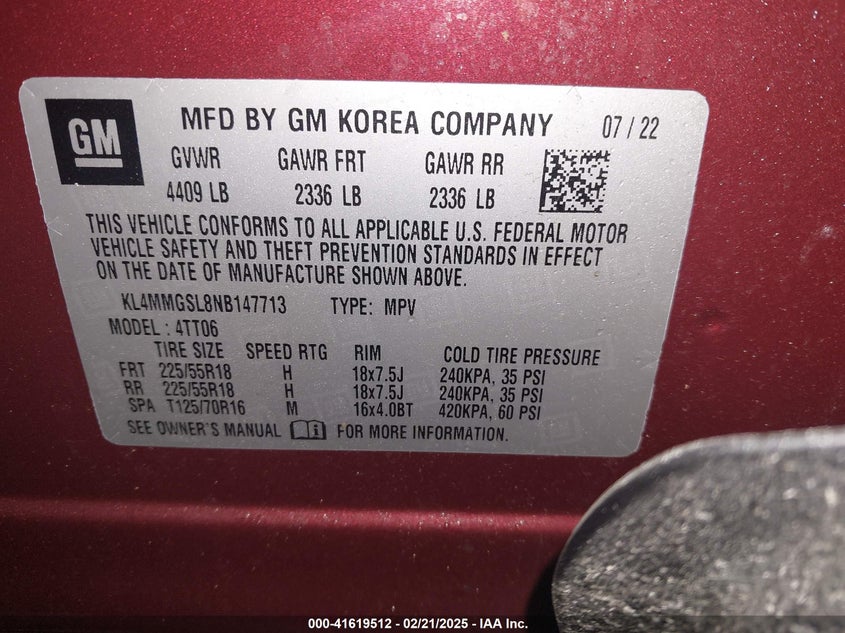 GM
MFD BY GM KOREA COMPANY 07 / 22
GVWR GAWR FRT GAWR RR
4409 LB 2336 LB 2336 LB
THIS VEHICLE CONFORMS TO ALL APPLICABLE U.S. FEDERAL MOTOR
VEHICLE SAFETY AND THEFT PREVENTION STANDARDS IN EFFECT
ON THE DATE OF MANUFACTURE SHOWN ABOVE.
KL4MMGSL8NB147713 TYPE: MPV
MODEL : 4TT06
TIRE SIZE SPEED RTG RIM COLD TIRE PRESSURE
FRT 225/55R18 H 18x7.5J 240KPA, 35 PSI
RR 225/55R18 H 18x7.5J 240KPA, 35 PSI
SPA T125/70R16 M 16x4.0BT 420KPA, 60 PSI
SEE OWNER'S MANUAL i FOR MORE INFORMATION.
000-41619512 - 02/21/2025 - IAA Inc.